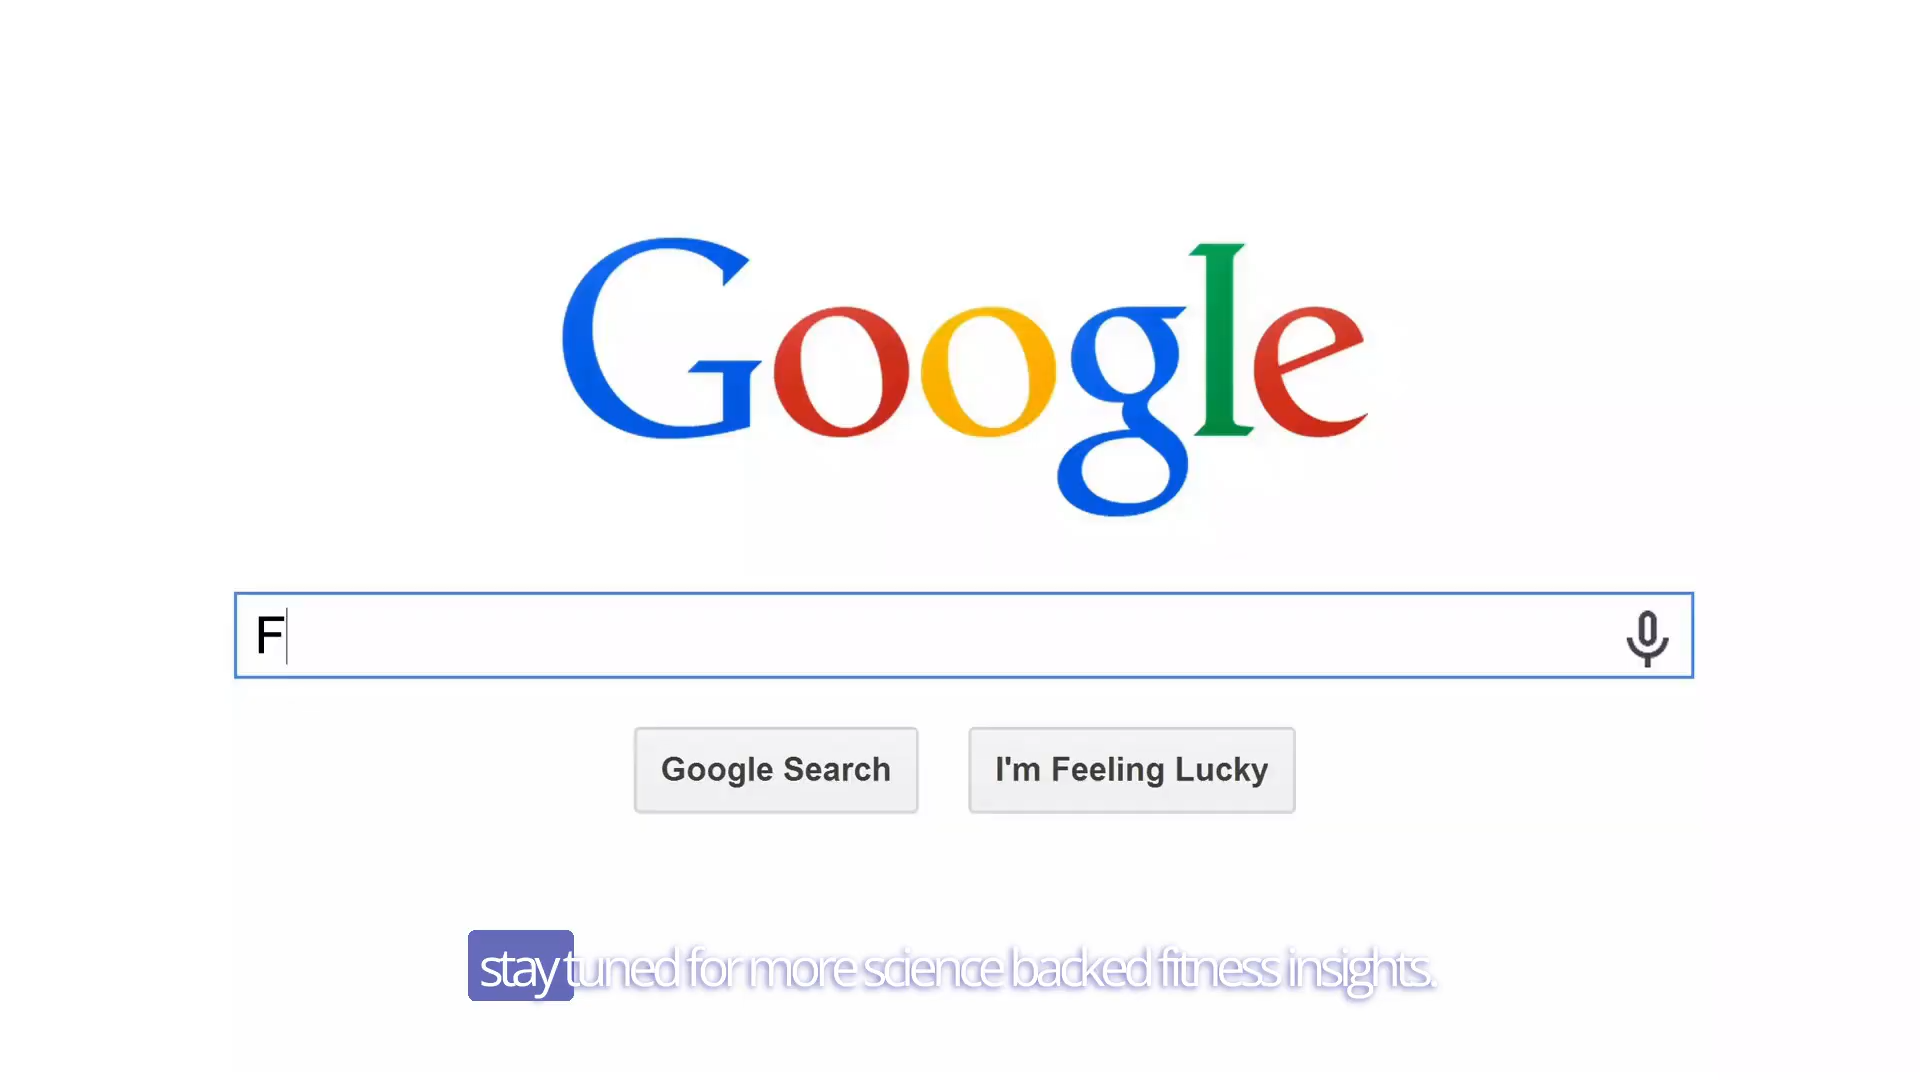 Google
F
Google Search
I'm Feeling Lucky
stay tuned for more science backed fitness insights.